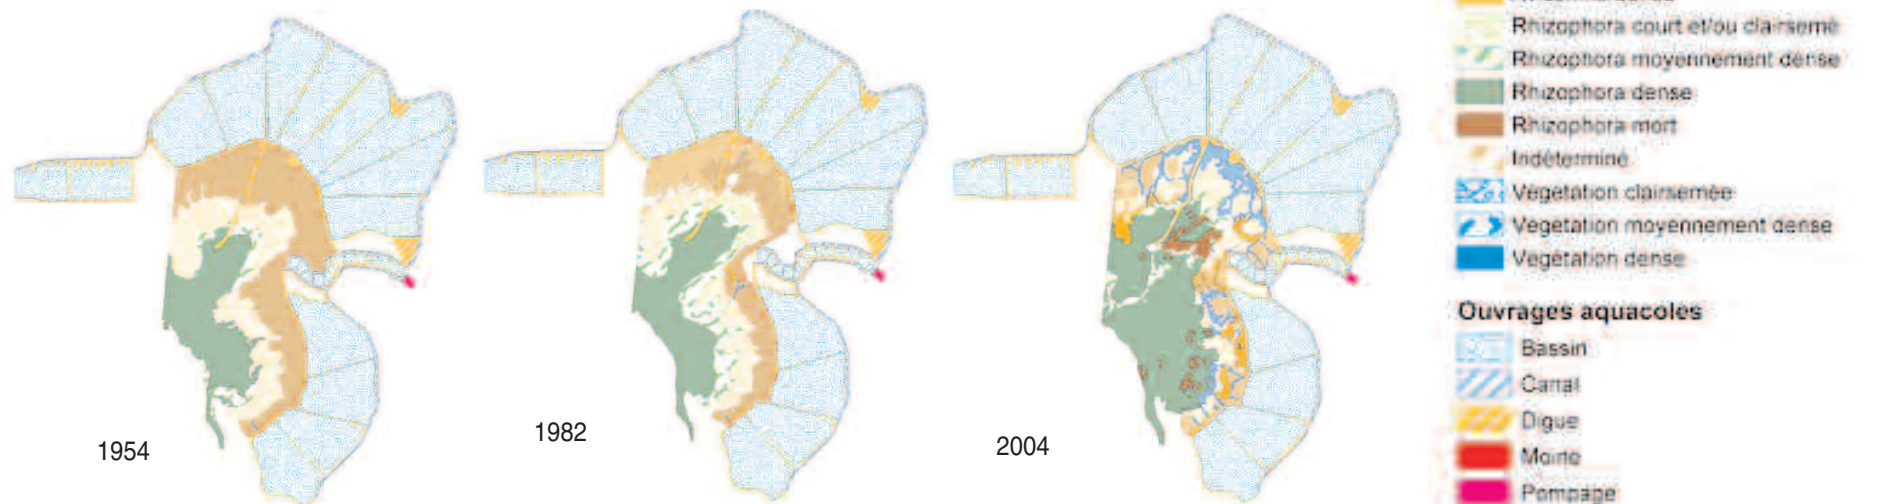 Rhizophora court et/ou clairsemé
Rhizophora moyennement dense
Rhizophora dense
Rhizophora mort
Indéterminé
Végétation clairsemée
Végétation moyennement dense
Végétation dense
Ouvrages aquacoles
Bassin
Canal
Digue
Moine
Pompage
1954
1982
2004